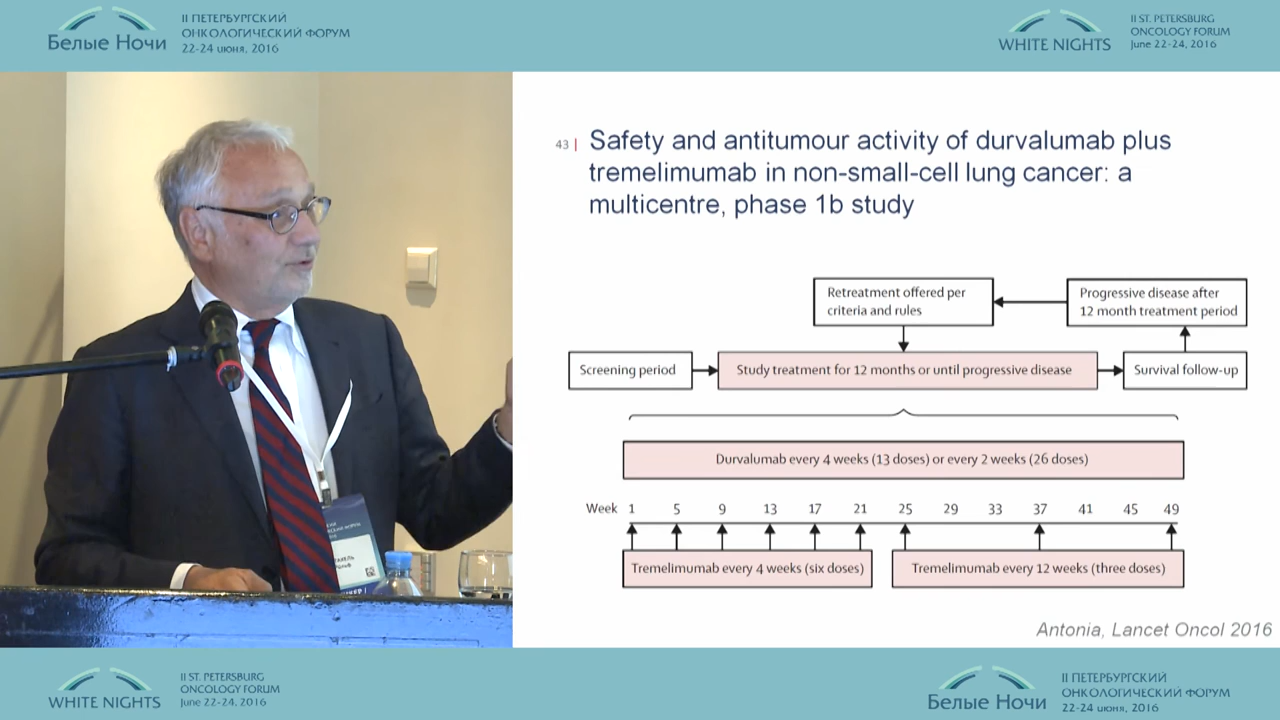 Белые Ночи
II ПЕТЕРБУРГСКИЙ
ОНКОЛОГИЧЕСКИЙ ФОРУМ
22-24 июня, 2016
WHITE NIGHTS
II ST. PETERSBURG
ONCOLOGY FORUM
June 22-24, 2016
43 |
Safety and antitumour activity of durvalumab plus
tremelimumab in non-small-cell lung cancer: a
multicentre, phase 1b study
Retreatment offered per
criteria and rules
Progressive disease after
12 month treatment period
Screening period
Study treatment for 12 months or until progressive disease
Survival follow-up
Durvalumab every 4 weeks (13 doses) or every 2 weeks (26 doses)
Week 1 5 9 13 17 21 25 29 33 37 41 45 49
Tremelimumab every 4 weeks (six doses)
Tremelimumab every 12 weeks (three doses)
Antonia, Lancet Oncol 2016
WHITE NIGHTS
II ST. PETERSBURG
ONCOLOGY FORUM
June 22-24, 2016
Белые Ночи
II ПЕТЕРБУРГСКИЙ
ОНКОЛОГИЧЕСКИЙ ФОРУМ
22-24 июня, 2016